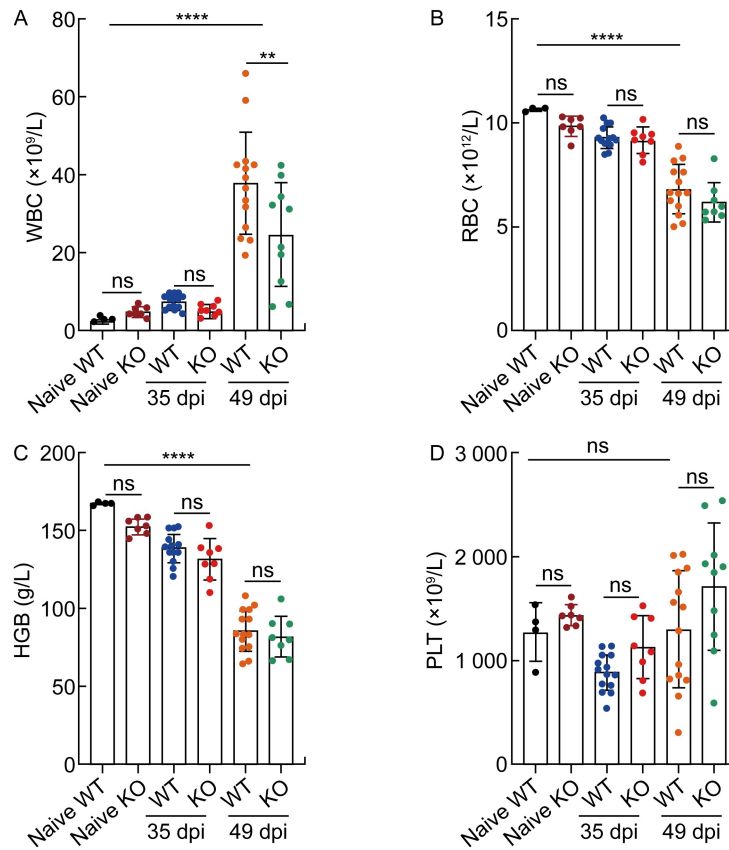 A
WBC (×10⁹/L)
80
60
40
20
0
****
**
ns
ns
Naive WT
Naive KO
WT
KO
WT
KO
35 dpi
49 dpi
B
RBC (×10¹²/L)
15
10
5
0
****
ns
ns
ns
Naive WT
Naive KO
WT
KO
WT
KO
35 dpi
49 dpi
C
HGB (g/L)
200
150
100
50
0
****
ns
ns
ns
Naive WT
Naive KO
WT
KO
WT
KO
35 dpi
49 dpi
D
PLT (×10⁹/L)
3 000
2 000
1 000
0
ns
ns
ns
ns
Naive WT
Naive KO
WT
KO
WT
KO
35 dpi
49 dpi